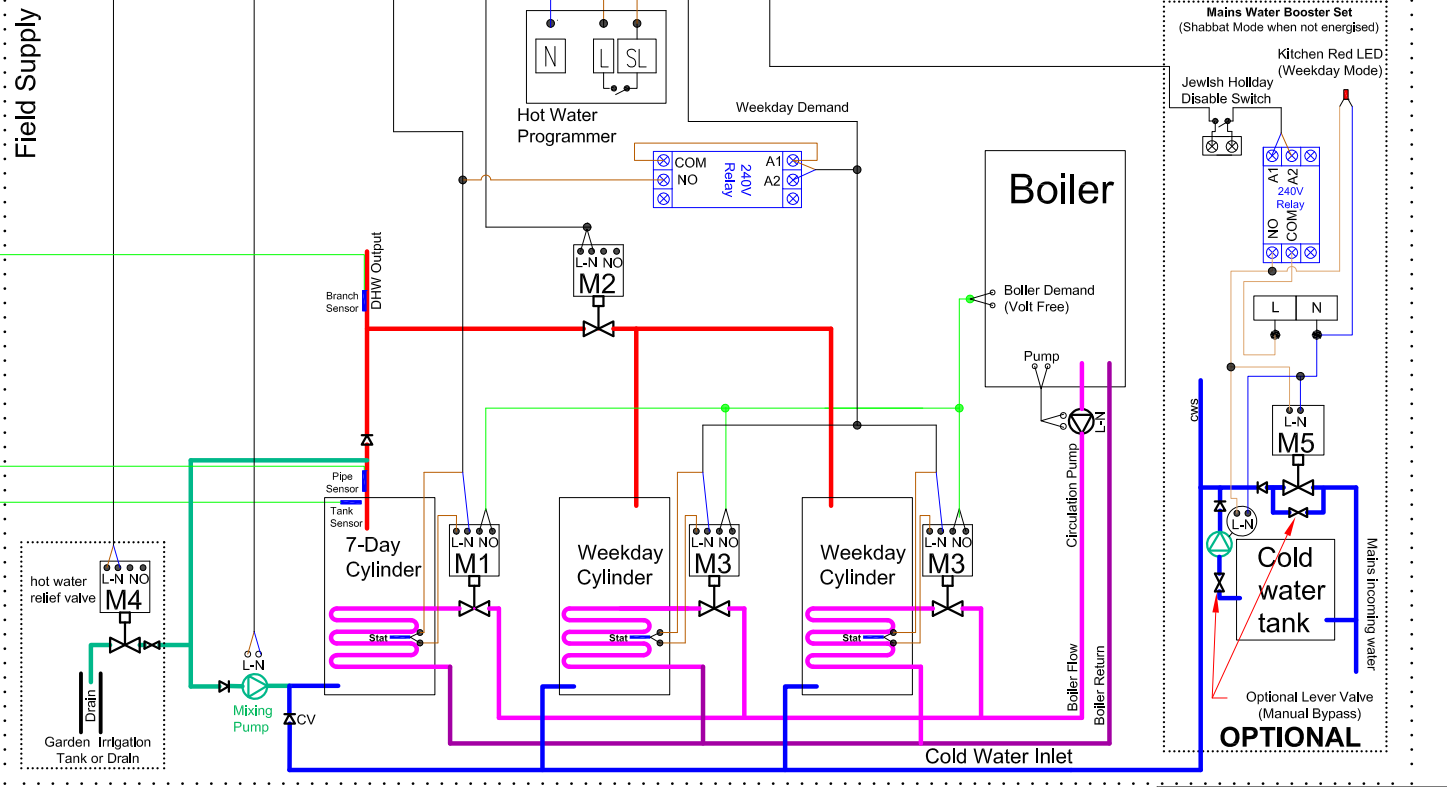 Field Supply
N
L
SL
Hot Water
Programmer
Weekday Demand
COM
NO
A1
A2
240V
Relay
Boiler
Boiler Demand
(Volt Free)
Pump
L-N
Circulation Pump
Boiler Flow
Boiler Return
Mains Water Booster Set
(Shabbat Mode when not energised)
Kitchen Red LED
(Weekday Mode)
Jewish Holiday
Disable Switch
A1
A2
240V
Relay
NO
COM
L
N
L-N
M5
cws
L-N
Cold
water
tank
Mains incoming water
Optional Lever Valve
(Manual Bypass)
OPTIONAL
DHW Output
Branch
Sensor
L-N NO
M2
Pipe
Sensor
Tank
Sensor
7-Day
Cylinder
L-N NO
M1
Stat
Weekday
Cylinder
L-N NO
M3
Stat
Weekday
Cylinder
L-N NO
M3
Stat
hot water
relief valve
L-N NO
M4
L-N
Mixing
Pump
CV
Drain
Garden Irrigation
Tank or Drain
Cold Water Inlet